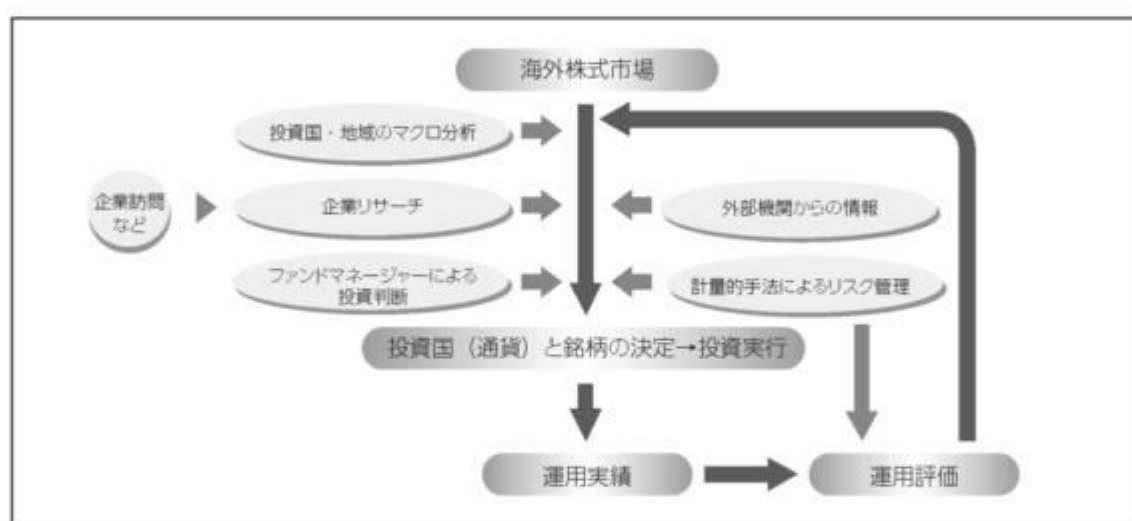 海外株式市場
投資国・地域のマクロ分析
企業訪問
など
企業リサーチ
外部機関からの情報
ファンドマネージャーによる
投資判断
計量的手法によるリスク管理
投資国（通貨）と銘柄の決定→投資実行
運用実績
運用評価